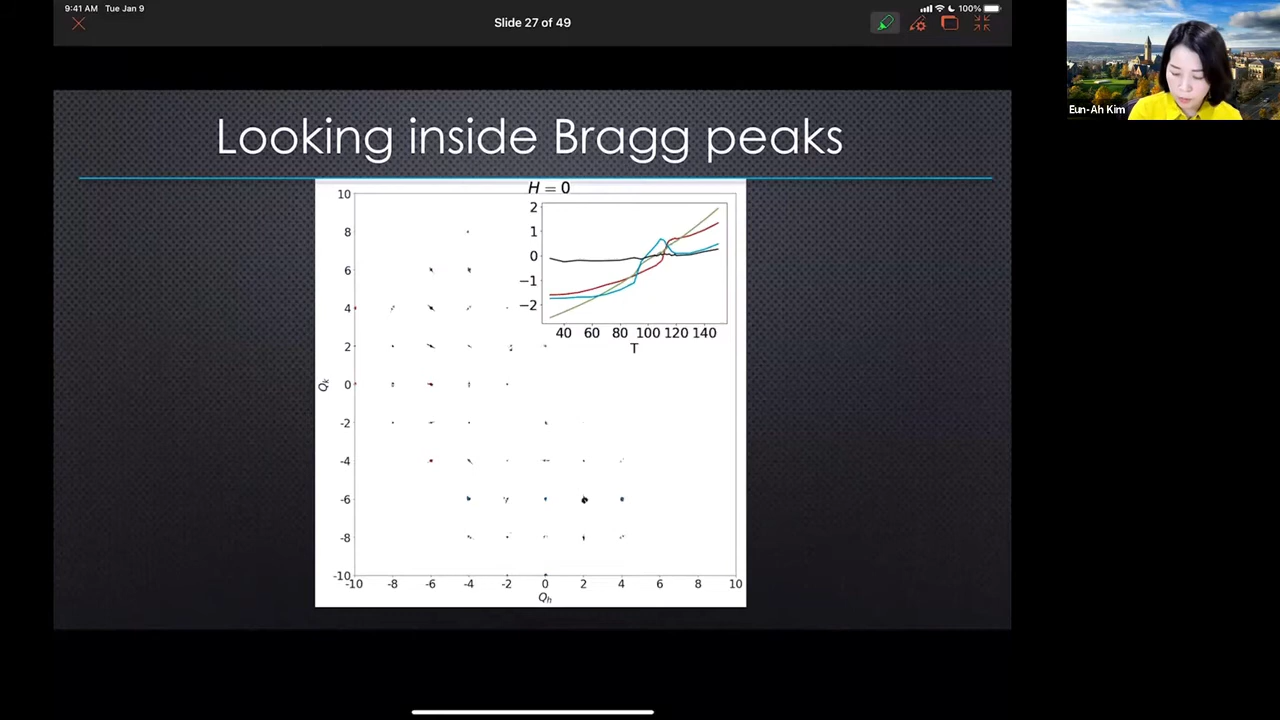 9:41 AM Tue Jan 9
100%
Slide 27 of 49
Eun-Ah Kim
Looking inside Bragg peaks
H = 0
10
8
6
4
2
0
-2
-4
-6
-8
-10
Qk
-10 -8 -6 -4 -2 0 2 4 6 8 10
Qh
2
1
0
−1
−2
40 60 80 100 120 140
T